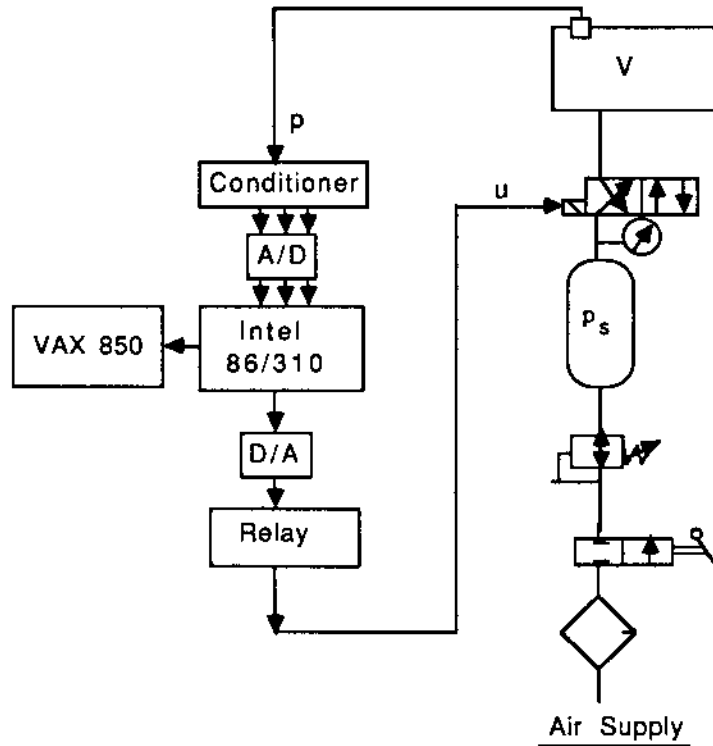 V
p
Conditioner
u
A/D
Intel
86/310
VAX 850
p s
D/A
Relay
Air Supply